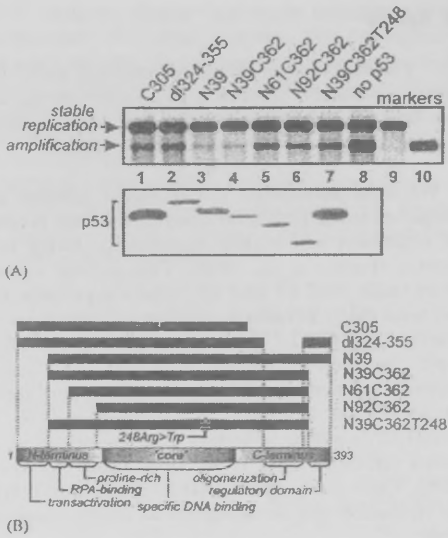 C305
dl324-355
N39
N39C362
N61C362
N92C362
N39C362T248
no p53
markers
stable
replication
amplification
1 2 3 4 5 6 7 8 9 10
p53
(A)
C305
dl324-355
N39
N39C362
N61C362
N92C362
N39C362T248
248Arg>Trp
1 N-terminus "core" C-terminus 393
proline-rich oligomerization
RPA-binding regulatory domain
transactivation specific DNA binding
(B)